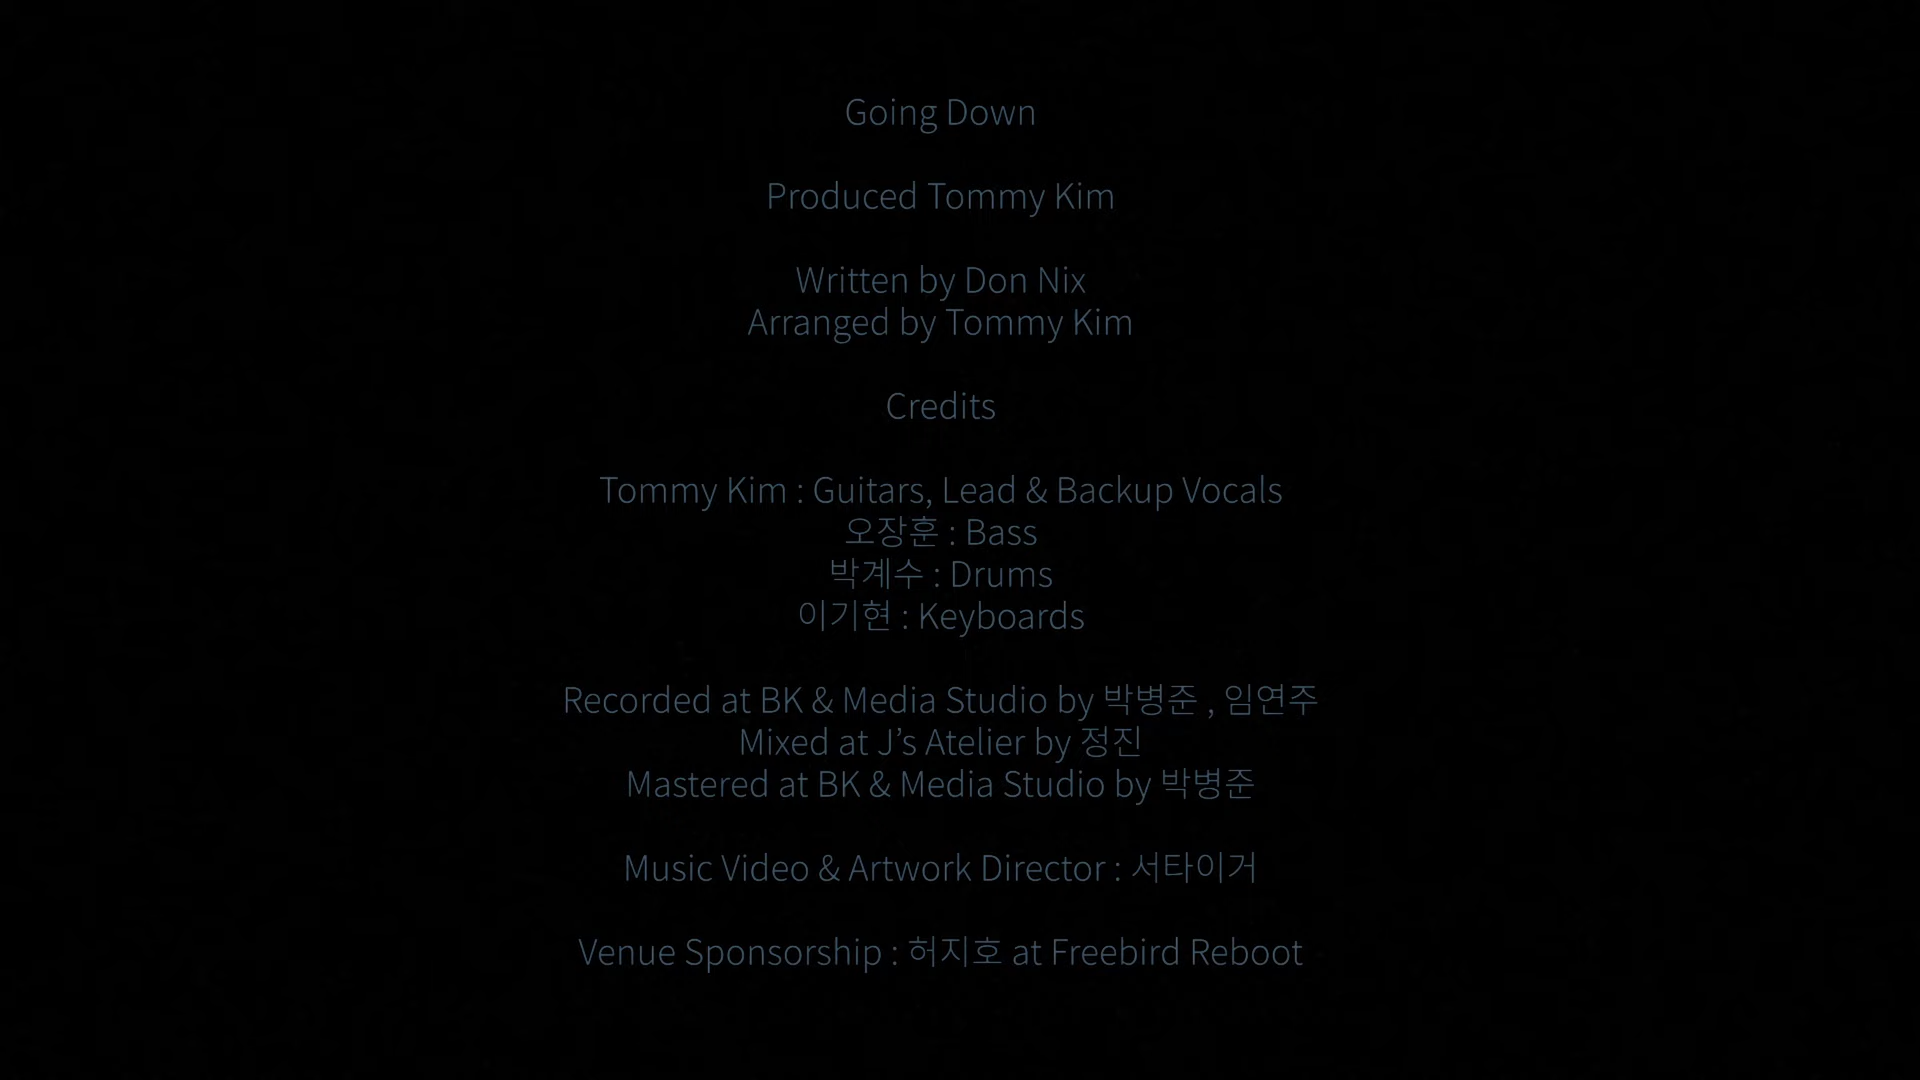 Going Down
Produced Tommy Kim
Written by Don Nix
Arranged by Tommy Kim
Credits
Tommy Kim : Guitars, Lead & Backup Vocals
오장훈 : Bass
박계수 : Drums
이기현 : Keyboards
Recorded at BK & Media Studio by 박병준 , 임연주
Mixed at J’s Atelier by 정진
Mastered at BK & Media Studio by 박병준
Music Video & Artwork Director : 서타이거
Venue Sponsorship : 허지호 at Freebird Reboot